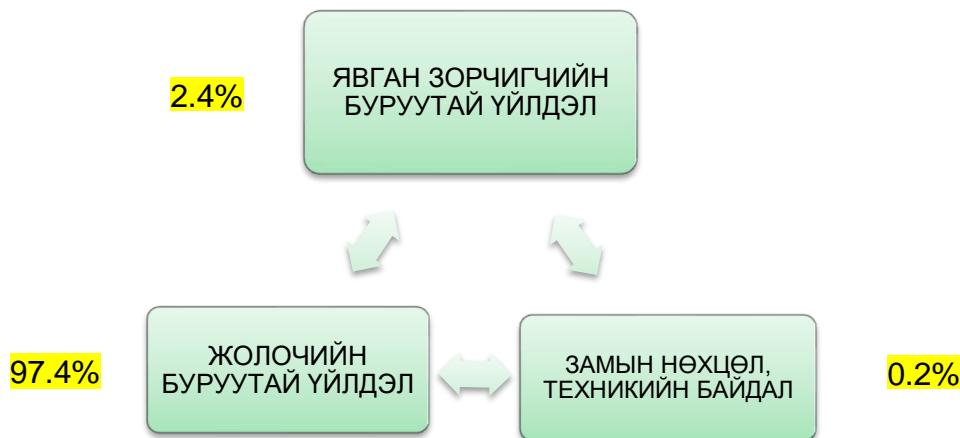 ЯВГАН ЗОРЧИГЧИЙН
БУРУУТАЙ ҮЙЛДЭЛ
2.4%
ЖОЛОЧИЙН
БУРУУТАЙ ҮЙЛДЭЛ
97.4%
ЗАМЫН НӨХЦӨЛ,
ТЕХНИКИЙН БАЙДАЛ
0.2%